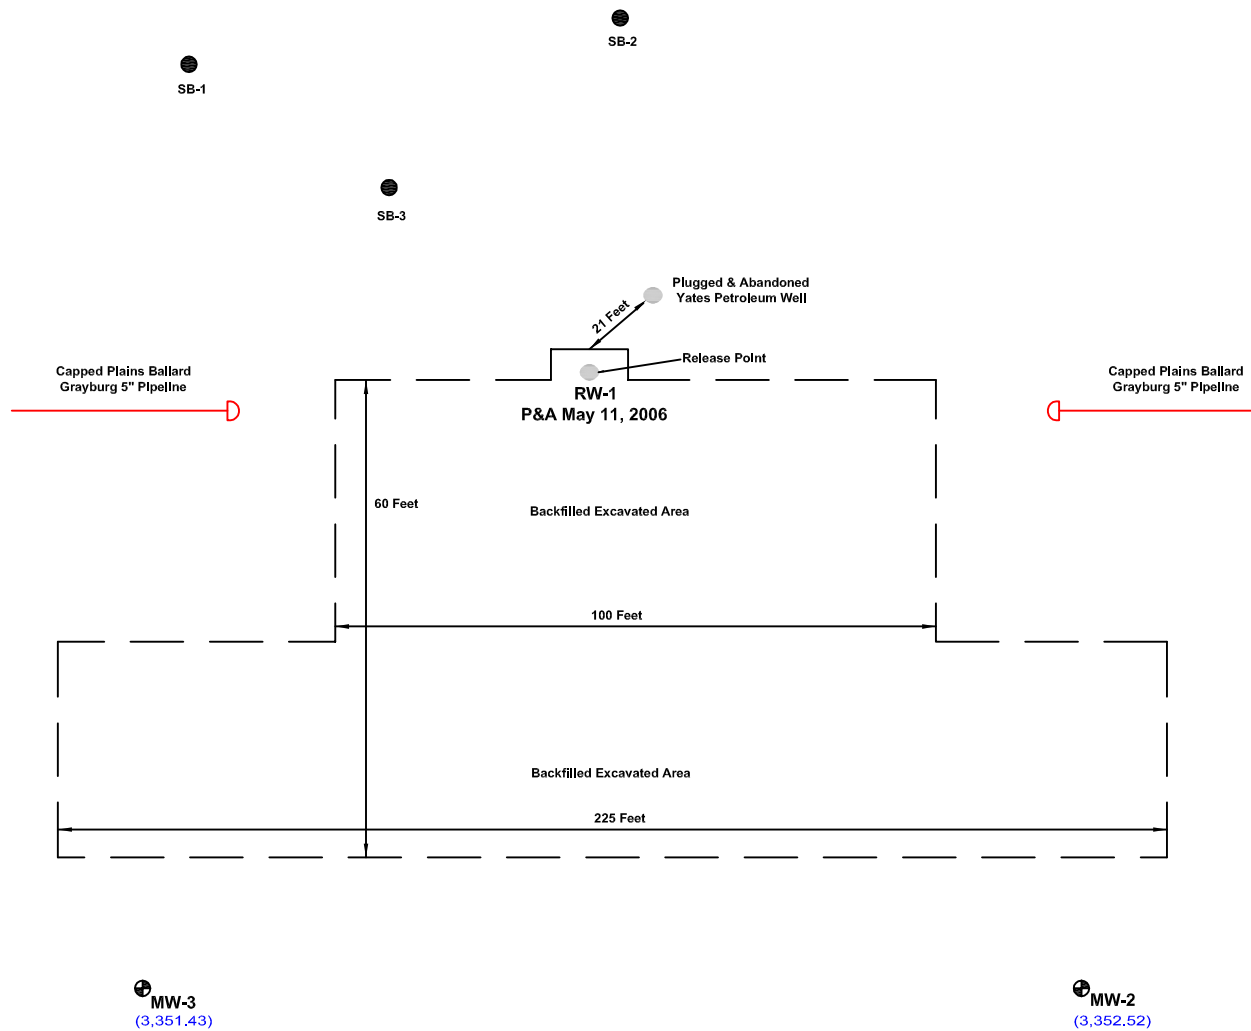 SB-2
SB-1
SB-3
Plugged & Abandoned
Yates Petroleum Well
21 Feet
Release Point
Capped Plains Ballard
Grayburg 5" Pipeline
RW-1
P&A May 11, 2006
Capped Plains Ballard
Grayburg 5" Pipeline
60 Feet
Backfilled Excavated Area
100 Feet
Backfilled Excavated Area
225 Feet
MW-3
(3,351.43)
MW-2
(3,352.52)